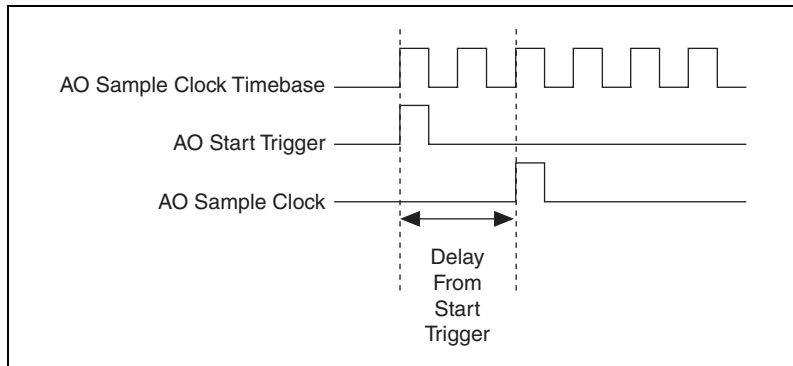 AO Sample Clock Timebase
AO Start Trigger
AO Sample Clock
Delay
From
Start
Trigger